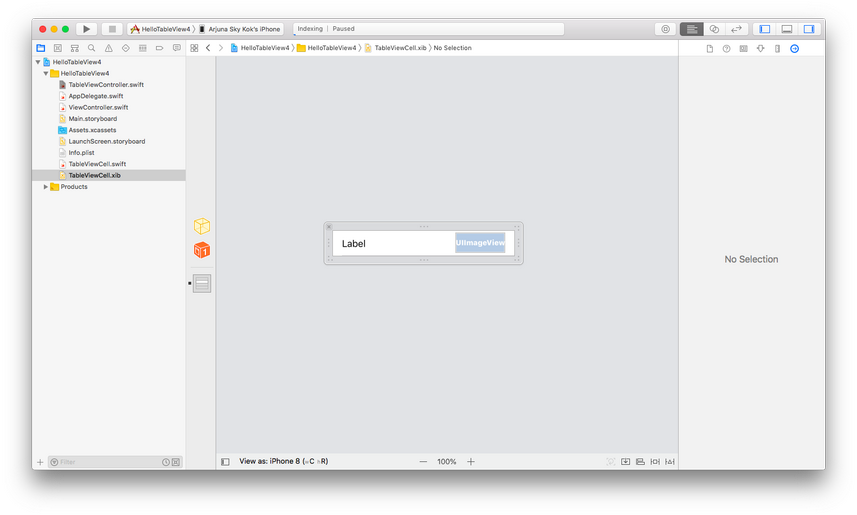 HelloTableView4 Arjuna Sky Kok's iPhone Indexing Paused
HelloTableView4 HelloTableView4 TableViewCell.xib No Selection
HelloTableView4
HelloTableView4
TableViewController.swift
AppDelegate.swift
ViewController.swift
Main.storyboard
Assets.xcassets
LaunchScreen.storyboard
Info.plist
TableViewCell.swift
TableViewCell.xib
Products
1
Label
UIImageView
No Selection
Filter
View as: iPhone 8 (wC hR)
100%